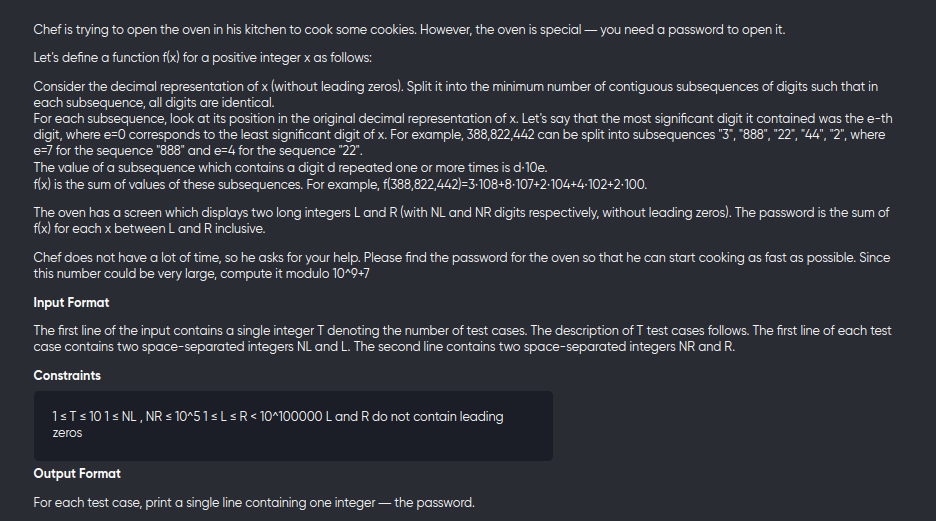 Chef is trying to open the oven in his kitchen to cook some cookies. However, the oven is special — you need a password to open it.
Let's define a function f(x) for a positive integer x as follows:
Consider the decimal representation of x (without leading zeros). Split it into the minimum number of contiguous subsequences of digits such that in
each subsequence, all digits are identical.
For each subsequence, look at its position in the original decimal representation of x. Let's say that the most significant digit it contained was the e-th
digit, where e=0 corresponds to the least significant digit of x. For example, 388,822,442 can be split into subsequences "3", "888", "22", "44", "2", where
e=7 for the sequence "888" and e=4 for the sequence "22".
The value of a subsequence which contains a digit d repeated one or more times is d·10e.
f(x) is the sum of values of these subsequences. For example, f(388,822,442)=3·108+8·107+2·104+4·102+2·100.
The oven has a screen which displays two long integers L and R (with NL and NR digits respectively, without leading zeros). The password is the sum of
f(x) for each x between L and R inclusive.
Chef does not have a lot of time, so he asks for your help. Please find the password for the oven so that he can start cooking as fast as possible. Since
this number could be very large, compute it modulo 10^9+7
Input Format
The first line of the input contains a single integer T denoting the number of test cases. The description of T test cases follows. The first line of each test
case contains two space-separated integers NL and L. The second line contains two space-separated integers NR and R.
Constraints
1 ≤ T ≤ 10 1 ≤ NL , NR ≤ 10^5 1 ≤ L ≤ R < 10^100000 L and R do not contain leading
zeros
Output Format
For each test case, print a single line containing one integer — the password.